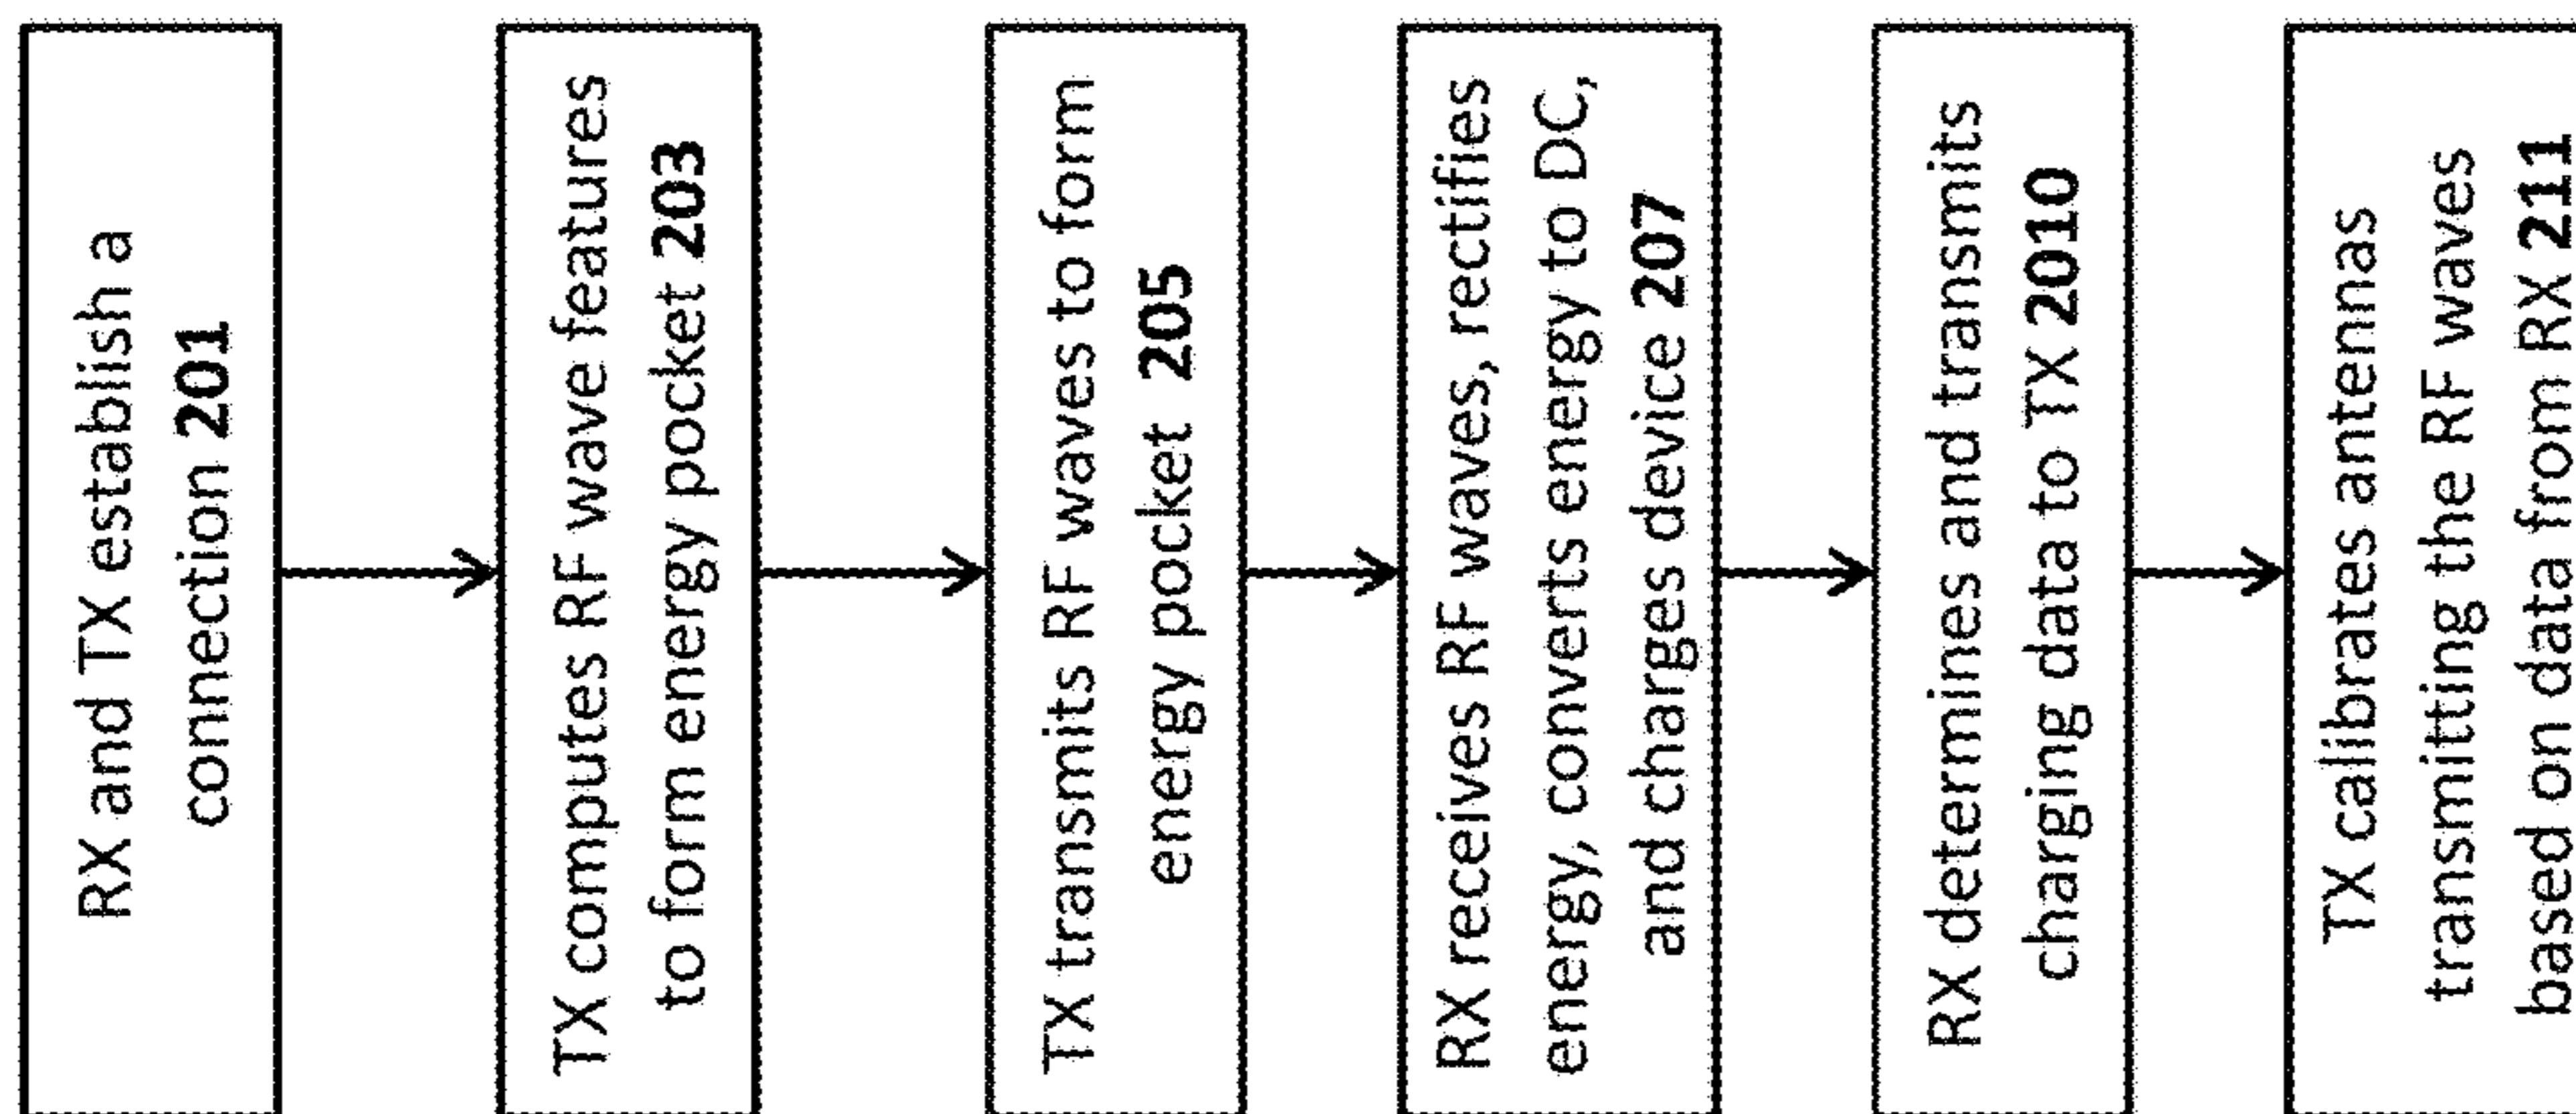 RX and TX establish a
connection 201
TX computes RF wave features
to form energy pocket 203
TX transmits RF waves to form
energy pocket 205
RX receives RF waves, rectifies
energy, converts energy to DC,
and charges device 207
RX determines and transmits
charging data to TX 2010
TX calibrates antennas
transmitting the RF waves
based on data from RX 211